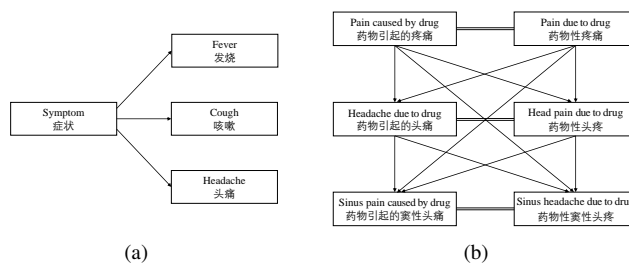 Fever
发烧
Symptom
症状
Cough
咳嗽
Headache
头痛
(a)
Pain caused by drug
药物引起的疼痛
Pain due to drug
药物性疼痛
Headache due to drug
药物引起的头痛
Head pain due to drug
药物性头疼
Sinus pain caused by drug
药物引起的窦性头痛
Sinus headache due to drug
药物性窦性头疼
(b)